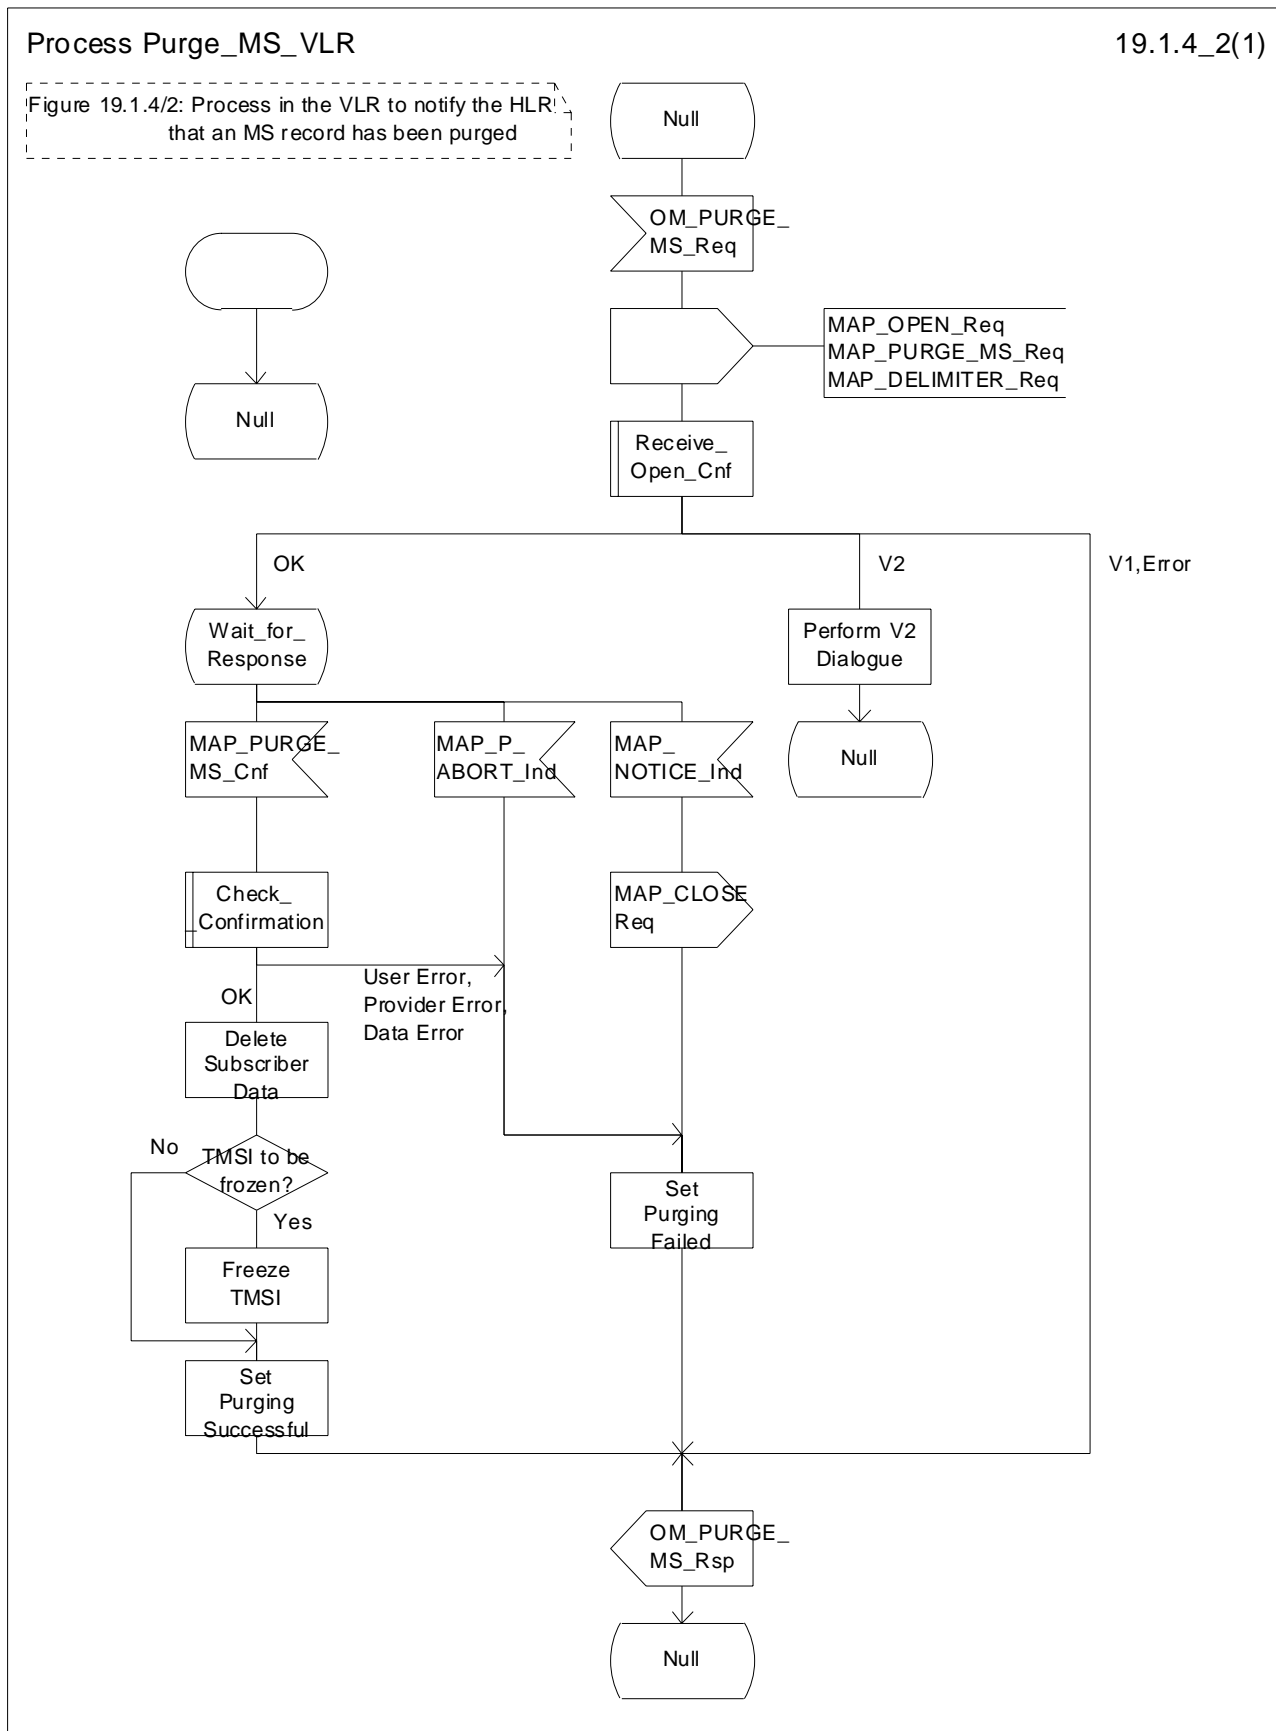 Process Purge_MS_VLR
19.1.4_2(1)
Figure 19.1.4/2: Process in the VLR to notify the HLR
that an MS record has been purged
Null
OM_PURGE_
MS_Req
MAP_OPEN_Req
MAP_PURGE_MS_Req
MAP_DELIMITER_Req
Null
Receive_
Open_Cnf
OK
V2
V1,Error
Wait_for_
Response
Perform V2
Dialogue
MAP_PURGE_
MS_Cnf
MAP_P_
ABORT_Ind
MAP_
NOTICE_Ind
Null
Check_
_Confirmation
MAP_CLOSE
Req
User Error,
Provider Error,
Data Error
OK
Delete
Subscriber
Data
No
TMSI to be
frozen?
Yes
Set
Purging
Failed
Freeze
TMSI
Set
Purging
Successful
OM_PURGE_
MS_Rsp
Null